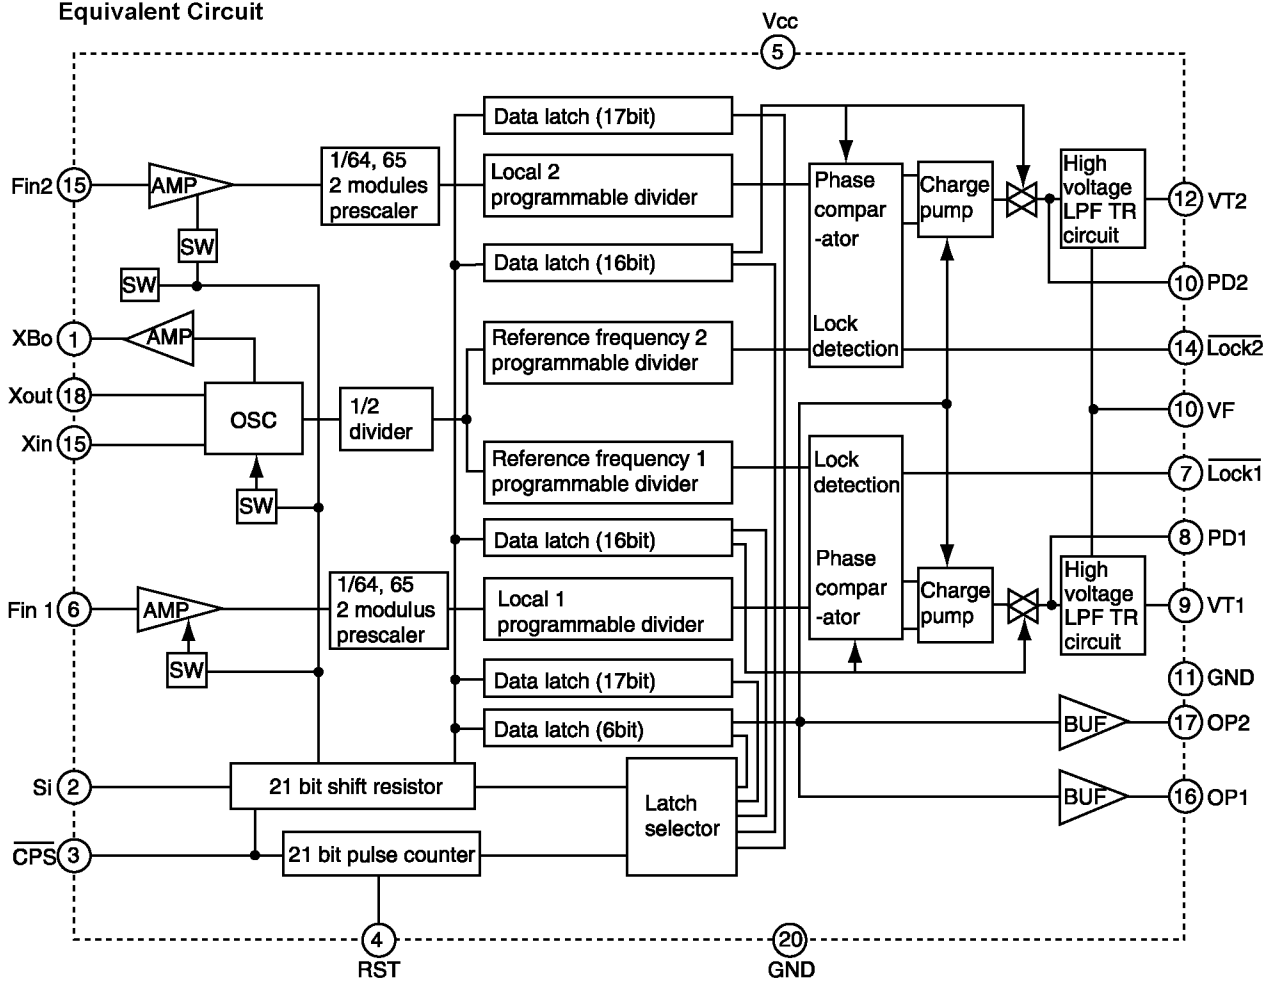 Equivalent Circuit
Vcc
5
Data latch (17bit)
Fin2
15
AMP
1/64, 65
2 modules
prescaler
Local 2
programmable divider
Phase
compar
-ator
Charge
pump
High
voltage
LPF TR
circuit
12
VT2
SW
SW
Data latch (16bit)
10
PD2
XBo
1
AMP
Reference frequency 2
programmable divider
Lock
detection
14
Lock2
Xout
18
OSC
1/2
divider
10
VF
Xin
15
Reference frequency 1
programmable divider
Lock
detection
7
Lock1
SW
Data latch (16bit)
8
PD1
Fin 1
6
AMP
1/64, 65
2 modulus
prescaler
Local 1
programmable divider
Phase
compar
-ator
Charge
pump
High
voltage
LPF TR
circuit
9
VT1
SW
Data latch (17bit)
11
GND
Data latch (6bit)
BUF
17
OP2
Si
2
21 bit shift resistor
Latch
selector
BUF
16
OP1
CPS
3
21 bit pulse counter
4
RST
20
GND